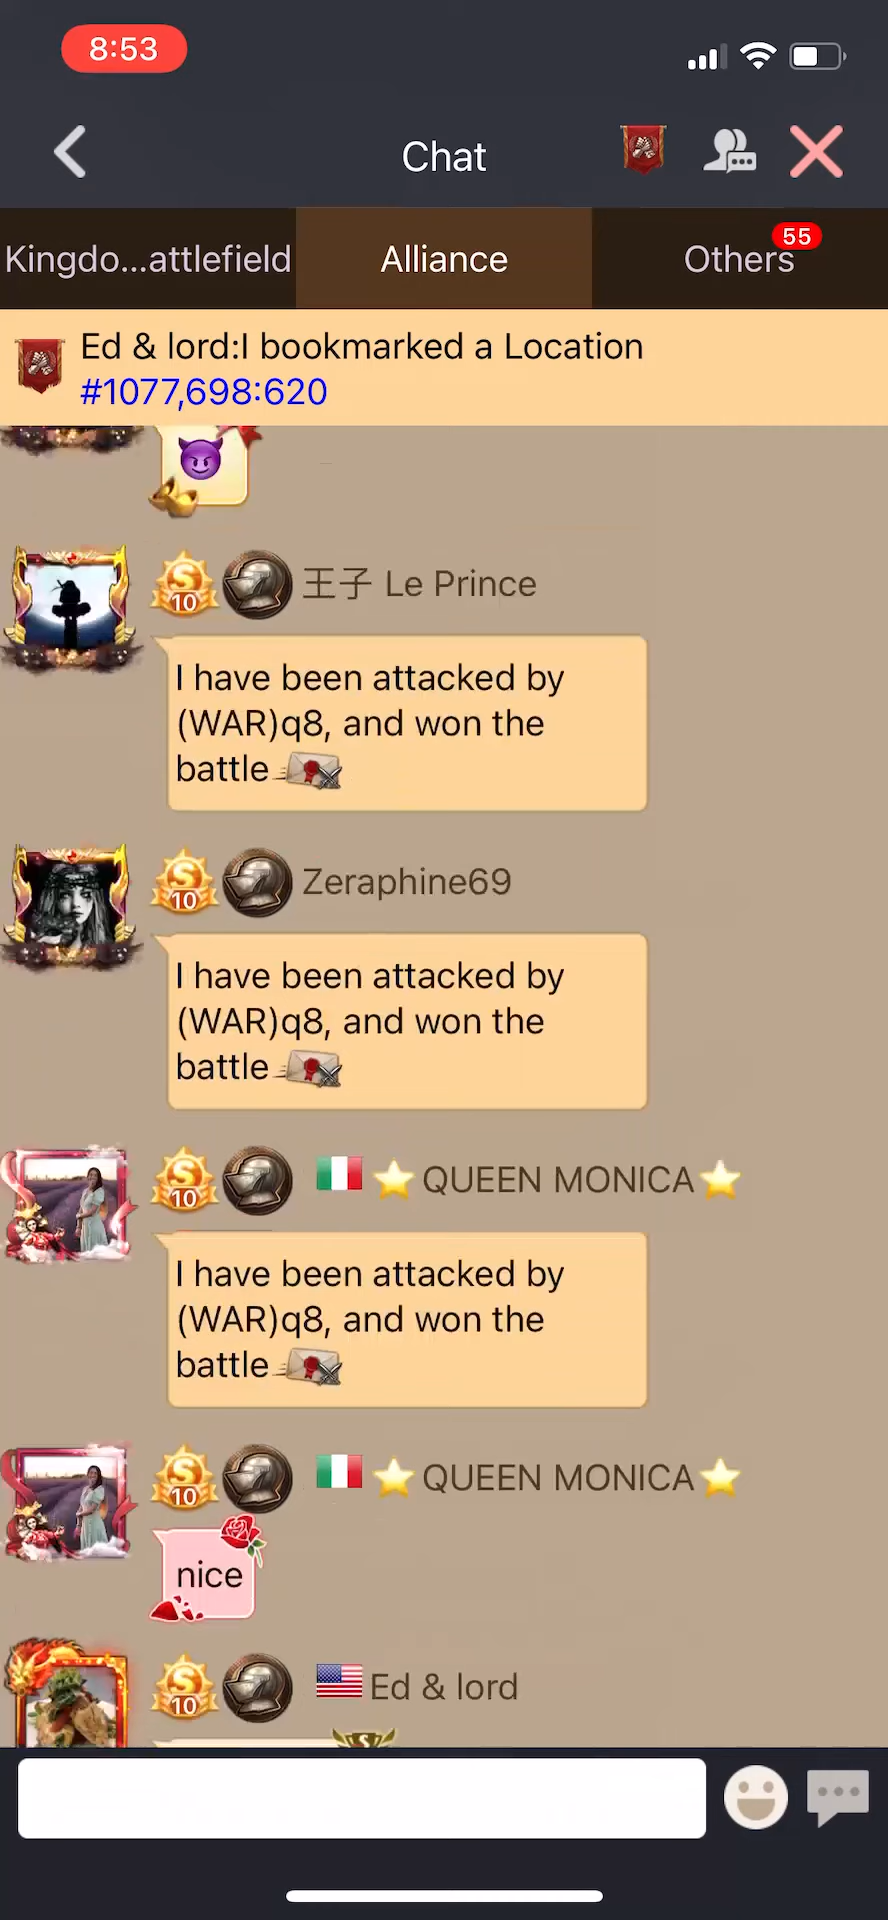 8:53
Chat
Kingdo...attlefield
Alliance
Others
55
Ed & lord:I bookmarked a Location
#1077,698:620
S
10
王子 Le Prince
I have been attacked by
(WAR)q8, and won the
battle
S
10
Zeraphine69
I have been attacked by
(WAR)q8, and won the
battle
S
10
QUEEN MONICA
I have been attacked by
(WAR)q8, and won the
battle
S
10
QUEEN MONICA
nice
S
10
Ed & lord
S